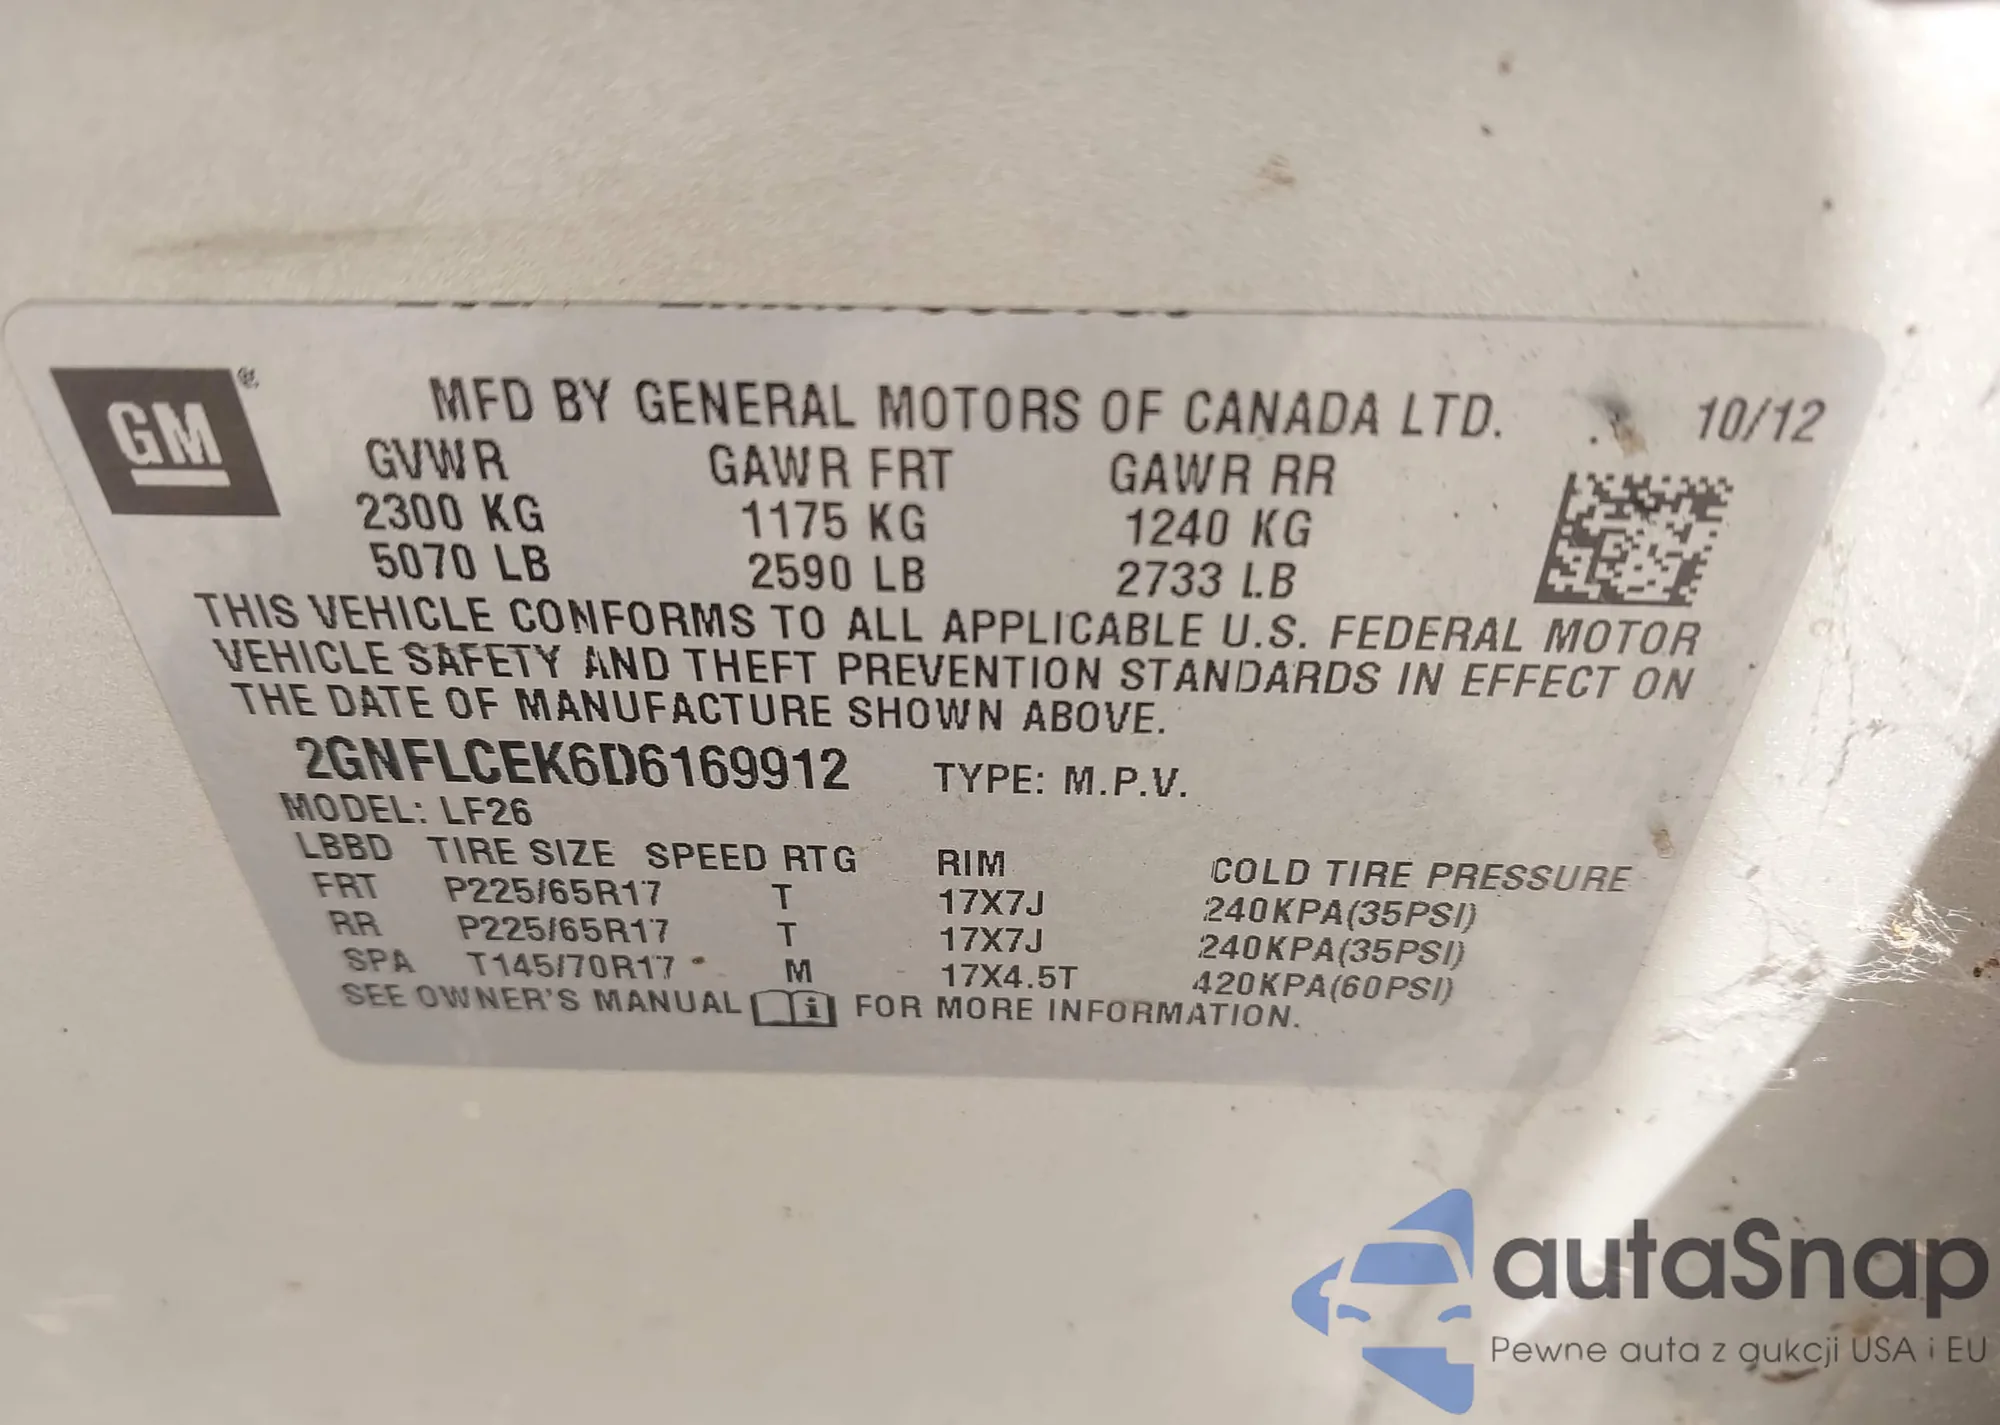 GM ®
MFD BY GENERAL MOTORS OF CANADA LTD. 10/12
GVWR GAWR FRT GAWR RR
2300 KG 1175 KG 1240 KG
5070 LB 2590 LB 2733 LB
THIS VEHICLE CONFORMS TO ALL APPLICABLE U.S. FEDERAL MOTOR
VEHICLE SAFETY AND THEFT PREVENTION STANDARDS IN EFFECT ON
THE DATE OF MANUFACTURE SHOWN ABOVE.
2GNFLCEK6D6169912 TYPE: M.P.V.
MODEL: LF26
LBBD TIRE SIZE SPEED RTG RIM COLD TIRE PRESSURE
FRT P225/65R17 T 17X7J 240KPA(35PSI)
RR P225/65R17 T 17X7J 240KPA(35PSI)
SPA T145/70R17 M 17X4.5T 420KPA(60PSI)
SEE OWNER'S MANUAL i FOR MORE INFORMATION.
autaSnap
Pewne auta z aukcji USA i EU